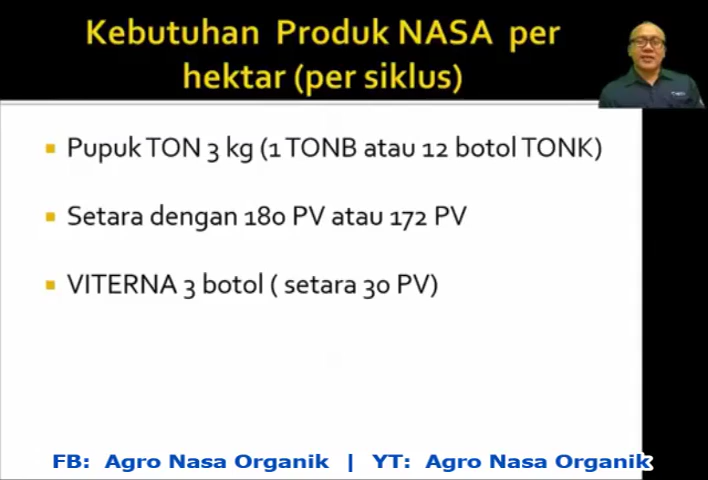 Kebutuhan Produk NASA per
hektar (per siklus)
Pupuk TON 3 kg (1 TONB atau 12 botol TONK)
Setara dengan 180 PV atau 172 PV
VITERNA 3 botol ( setara 30 PV)
FB: Agro Nasa Organik | YT: Agro Nasa Organik